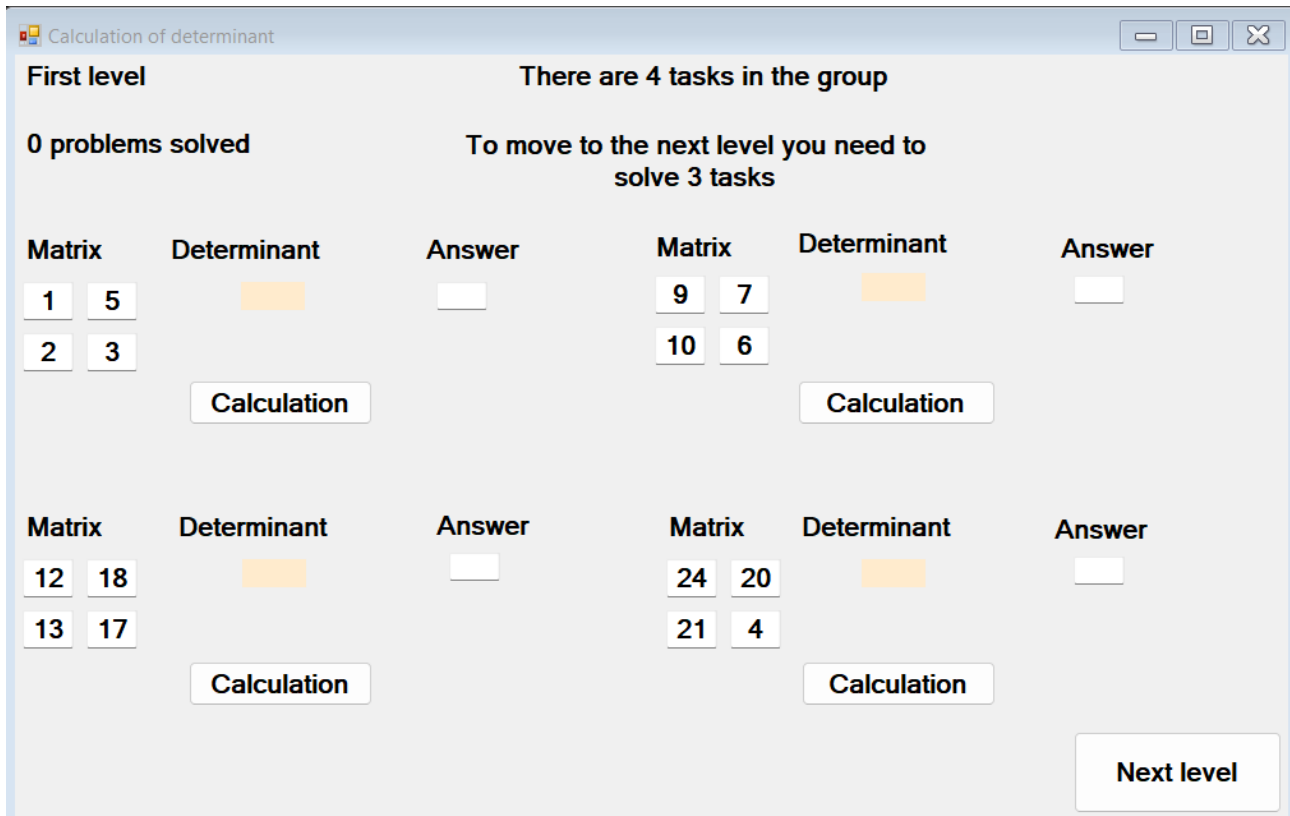 Calculation of determinant
First level There are 4 tasks in the group
0 problems solved To move to the next level you need to
solve 3 tasks
Matrix Determinant Answer Matrix Determinant Answer
1 5 9 7
2 3 10 6
Calculation Calculation
Matrix Determinant Answer Matrix Determinant Answer
12 18 24 20
13 17 21 4
Calculation Calculation
Next level